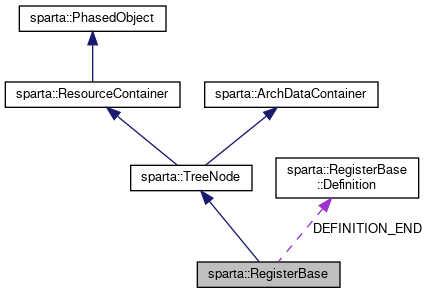 sparta::PhasedObject
sparta::ResourceContainer
sparta::ArchDataContainer
sparta::TreeNode
sparta::RegisterBase
::Definition
DEFINITION_END
sparta::RegisterBase